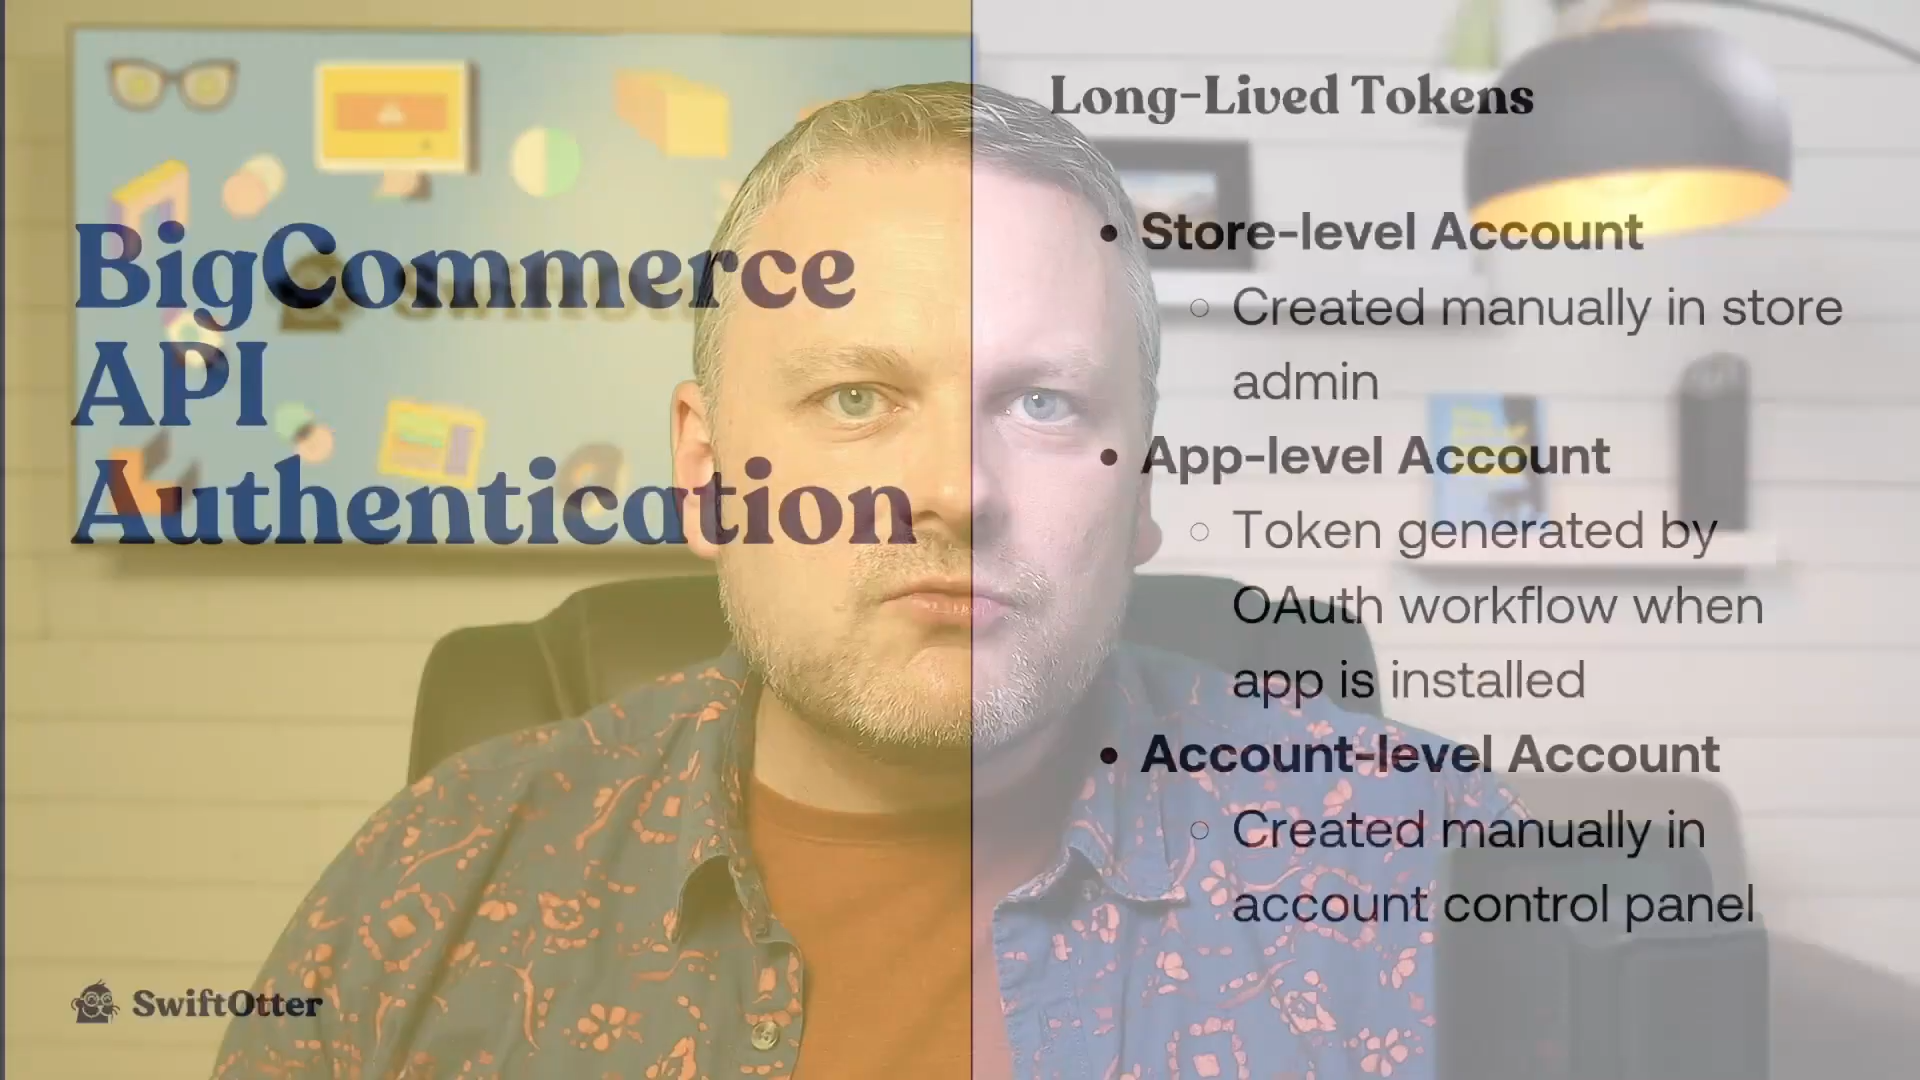 BigCommerce
API
Authentication
SwiftOtter
Long-Lived Tokens
• Store-level Account
○ Created manually in store
admin
• App-level Account
○ Token generated by
OAuth workflow when
app is installed
• Account-level Account
○ Created manually in
account control panel